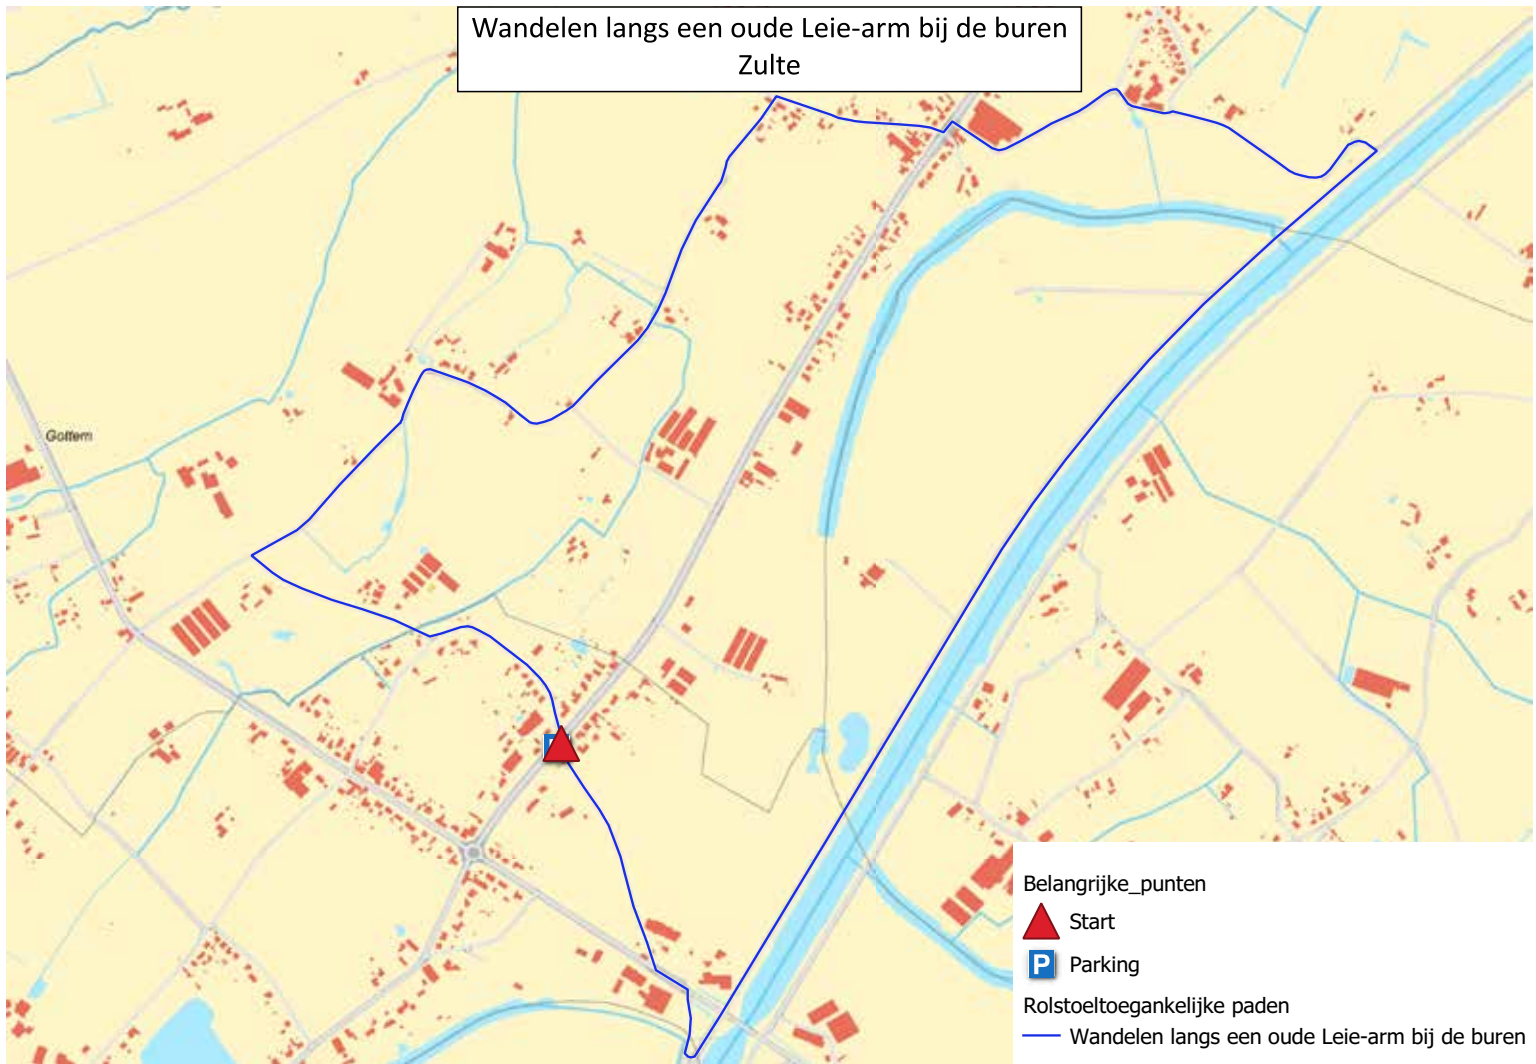 Wandelen langs een oude Leie-arm bij de buren
Zulte
Gottem
Belangrijke_punten
Start
P Parking
Rolstoeltoegankelijke paden
Wandelen langs een oude Leie-arm bij de buren